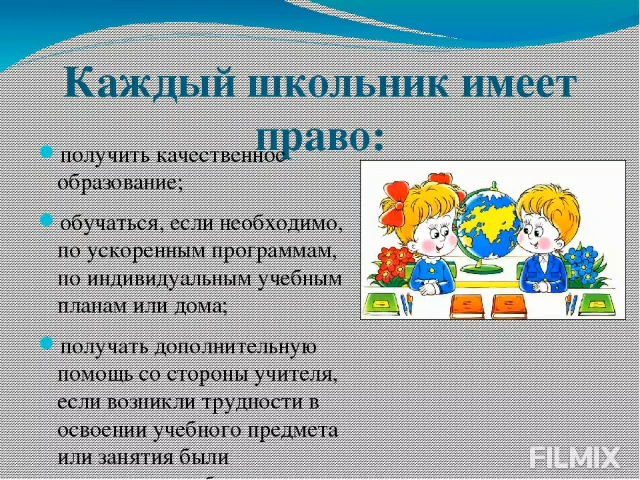 Каждый школьник имеет
право:
получить качественное
образование;
обучаться, если необходимо,
по ускоренным программам,
по индивидуальным учебным
планам или дома;
получать дополнительную
помощь со стороны учителя,
если возникли трудности в
освоении учебного предмета
или занятия были
FILMIX